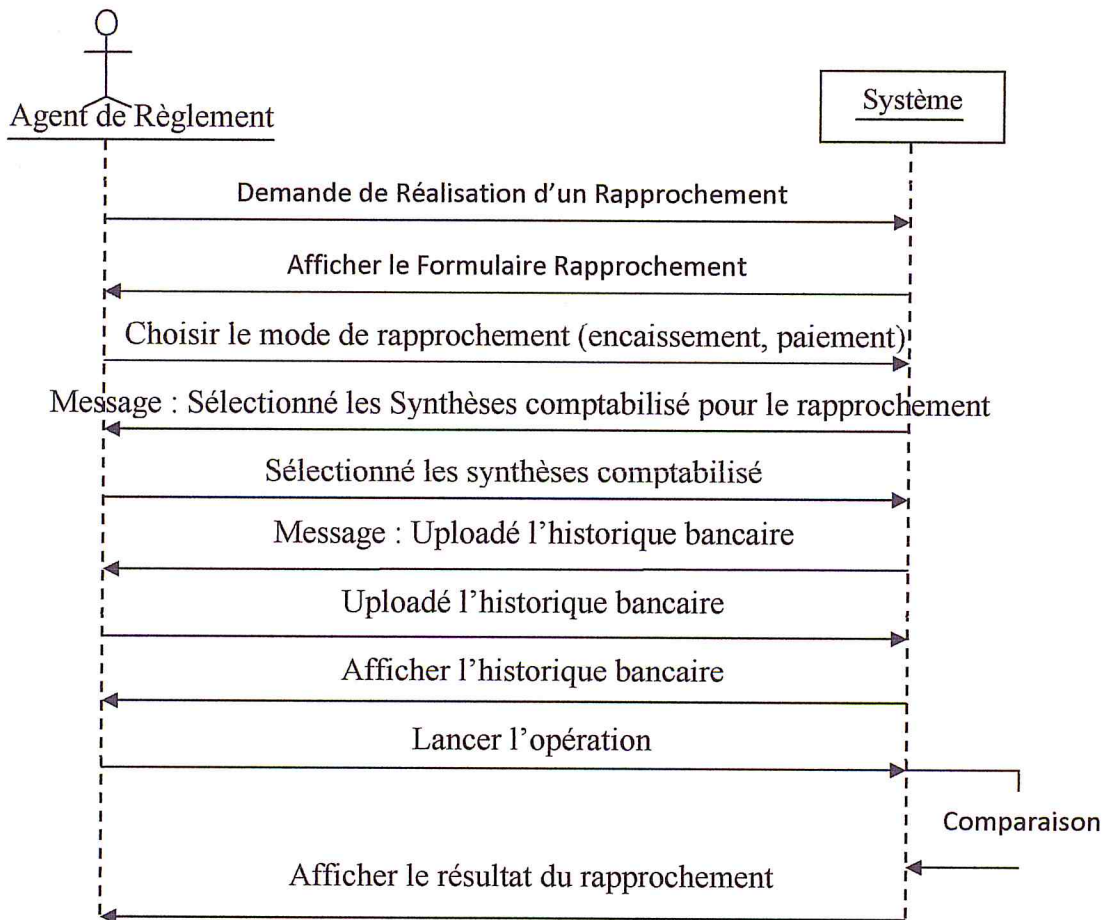 Agent de Règlement
Système
Demande de Réalisation d'un Rapprochement
Afficher le Formulaire Rapprochement
Choisir le mode de rapprochement (encaissement, paiement)
Message : Sélectionné les Synthèses comptabilisé pour le rapprochement
Sélectionné les synthèses comptabilisé
Message : Uploadé l'historique bancaire
Uploadé l'historique bancaire
Afficher l'historique bancaire
Lancer l'opération
Comparaison
Afficher le résultat du rapprochement